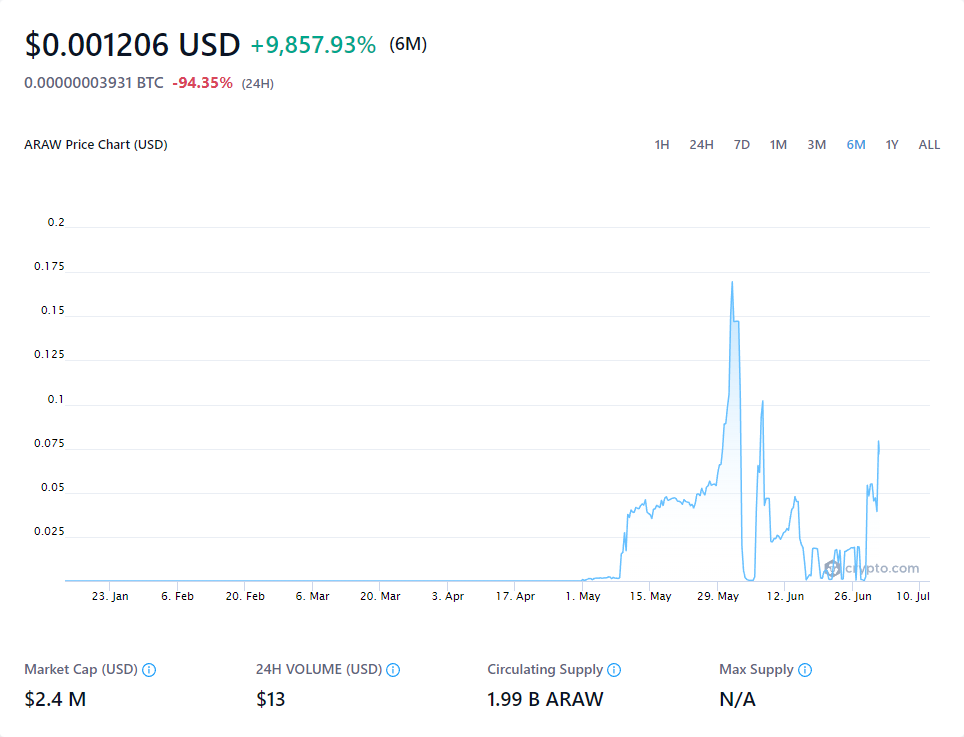 $0.001206 USD +9,857.93% (6M)
0.00000003931 BTC -94.35% (24H)
ARAW Price Chart (USD) 1H 24H 7D 1M 3M 6M 1Y ALL
0.2
0.175
0.15
0.125
0.1
0.075
0.05
0.025
crypto.com
23. Jan 6. Feb 20. Feb 6. Mar 20. Mar 3. Apr 17. Apr 1. May 15. May 29. May 12. Jun 26. Jun 10. Jul
Market Cap (USD) 24H VOLUME (USD) Circulating Supply Max Supply
$2.4 M $13 1.99 B ARAW N/A